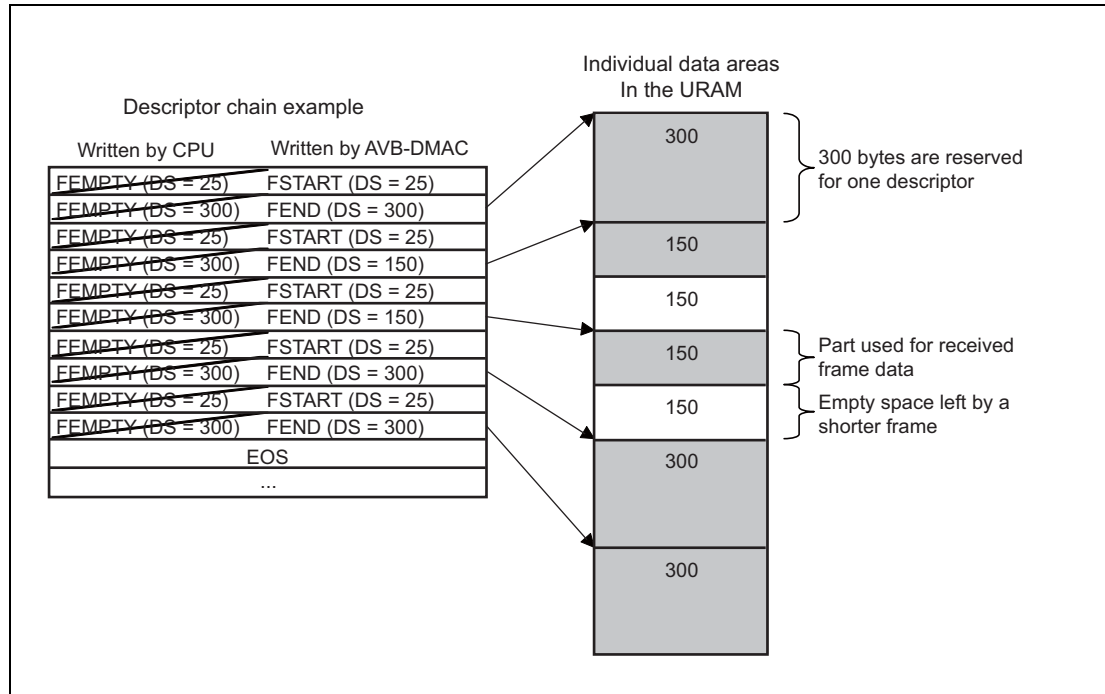 Descriptor chain example
Written by CPU Written by AVB-DMAC
FEMPTY (DS = 25) FSTART (DS = 25)
FEMPTY (DS = 300) FEND (DS = 300)
FEMPTY (DS = 25) FSTART (DS = 25)
FEMPTY (DS = 300) FEND (DS = 150)
FEMPTY (DS = 25) FSTART (DS = 25)
FEMPTY (DS = 300) FEND (DS = 150)
FEMPTY (DS = 25) FSTART (DS = 25)
FEMPTY (DS = 300) FEND (DS = 300)
FEMPTY (DS = 25) FSTART (DS = 25)
FEMPTY (DS = 300) FEND (DS = 300)
EOS
...
Individual data areas
In the URAM
300
150
150
150
150
300
300
300 bytes are reserved
for one descriptor
Part used for received
frame data
Empty space left by a
shorter frame